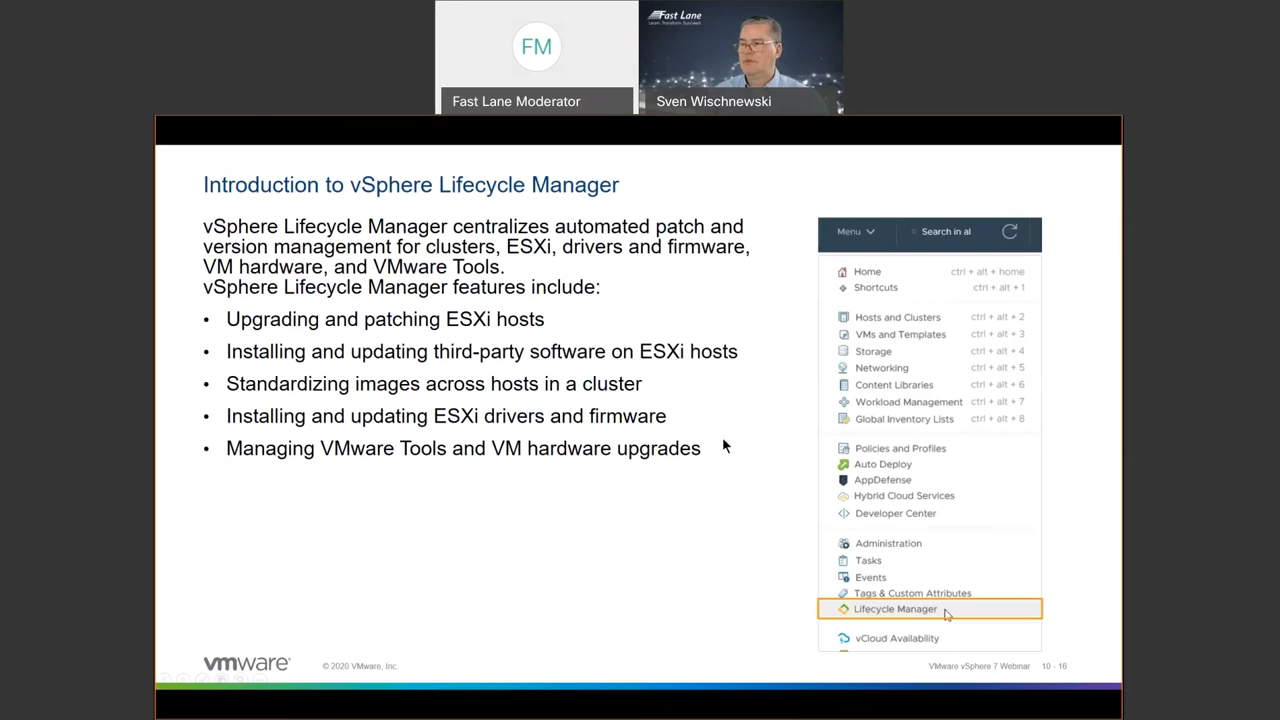 FM
Fast Lane
Fast Lane Moderator
Sven Wischnewski
Introduction to vSphere Lifecycle Manager
vSphere Lifecycle Manager centralizes automated patch and
version management for clusters, ESXi, drivers and firmware,
VM hardware, and VMware Tools.
vSphere Lifecycle Manager features include:
• Upgrading and patching ESXi hosts
• Installing and updating third-party software on ESXi hosts
• Standardizing images across hosts in a cluster
• Installing and updating ESXi drivers and firmware
• Managing VMware Tools and VM hardware upgrades
Menu Search in al
Home ctrl + alt + home
Shortcuts ctrl + alt + 1
Hosts and Clusters ctrl + alt + 2
VMs and Templates ctrl + alt + 3
Storage ctrl + alt + 4
Networking ctrl + alt + 5
Content Libraries ctrl + alt + 6
Workload Management ctrl + alt + 7
Global Inventory Lists ctrl + alt + 8
Policies and Profiles
Auto Deploy
AppDefense
Hybrid Cloud Services
Developer Center
Administration
Tasks
Events
Tags & Custom Attributes
Lifecycle Manager
vCloud Availability
vmware® © 2020 VMware, Inc. VMware vSphere 7 Webinar 10 - 16